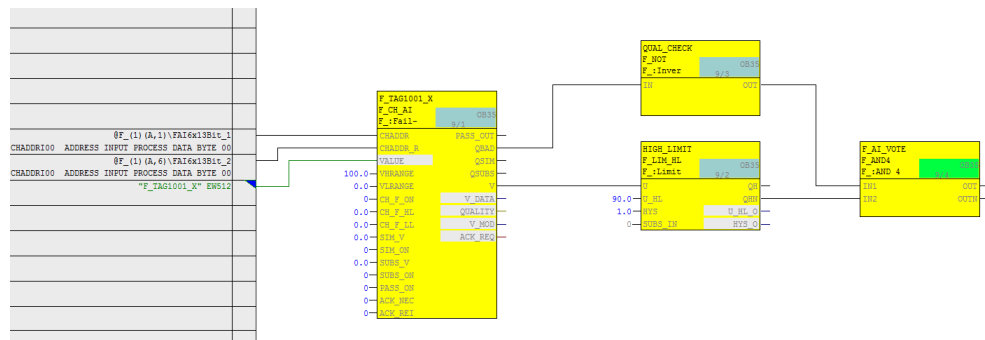 @F_(1)(A,1)\FAI6x13Bit_1
CHADDRI00 ADDRESS INPUT PROCESS DATA BYTE 00
@F_(1)(A,6)\FAI6x13Bit_2
CHADDRI00 ADDRESS INPUT PROCESS DATA BYTE 00
"F_TAG1001_X" EW512
F_TAG1001_X
F_CH_AI
OB35
F_:Fail-
9/1
CHADDR PASS_OUT
CHADDR_R QBAD
VALUE QSIM
100.0 VHRANGE QSUBS
0.0 VLRANGE V
0 CH_F_ON V_DATA
0.0 CH_F_HL QUALITY
0.0 CH_F_LL V_MOD
0.0 SIM_V ACK_REQ
0 SIM_ON
0.0 SUBS_V
0 SUBS_ON
0 PASS_ON
0 ACK_NEC
0 ACK_REI
QUAL_CHECK
F_NOT
OB35
F_:Inver
9/3
IN OUT
HIGH_LIMIT
F_LIM_HL
OB35
F_:Limit
9/2
U QH
90.0 U_HL QHN
1.0 HYS U_HL_O
0 SUBS_IN HYS_O
F_AI_VOTE
F_AND4
OB35
F_:AND 4
9/4
IN1 OUT
IN2 OUTN